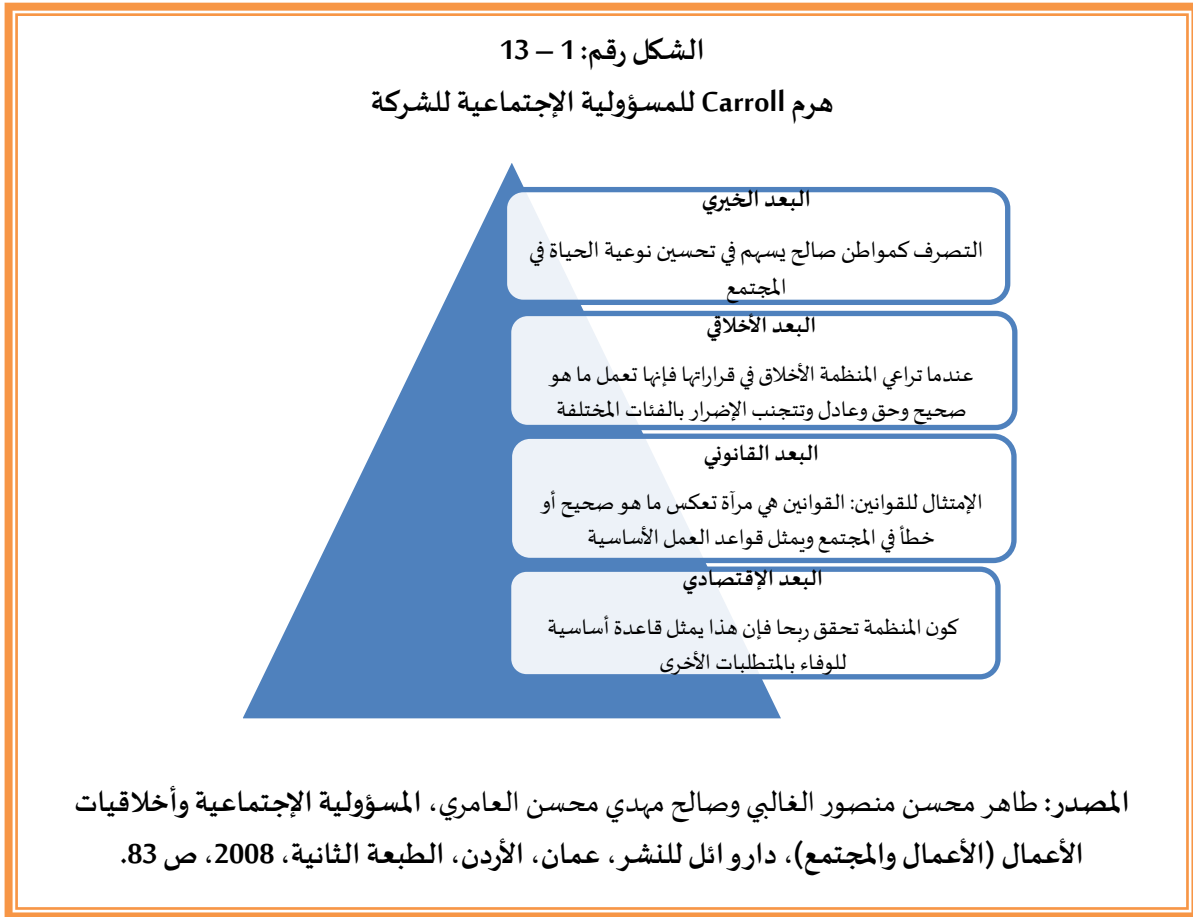 الشكل رقم: 1 – 13
هرم Carroll للمسؤولية الإجتماعية للشركة
البعد الخيري
التصرف كمواطن صالح يسهم في تحسين نوعية الحياة في
المجتمع
البعد الأخلاقي
عندما تراعي المنظمة الأخلاق في قراراتها فإنها تعمل ما هو
صحيح وحق وعادل وتتجنب الإضرار بالفئات المختلفة
البعد القانوني
الإمتثال للقوانين: القوانين هي مرآة تعكس ما هو صحيح أو
خطأ في المجتمع ويمثل قواعد العمل الأساسية
البعد الإقتصادي
كون المنظمة تحقق ربحا فإن هذا يمثل قاعدة أساسية
للوفاء بالمتطلبات الأخرى
المصدر: طاهر محسن منصور الغالبي وصالح مهدي محسن العامري، المسؤولية الإجتماعية وأخلاقيات
الأعمال (الأعمال والمجتمع)، دار وائل للنشر، عمان، الأردن، الطبعة الثانية، 2008، ص 83.